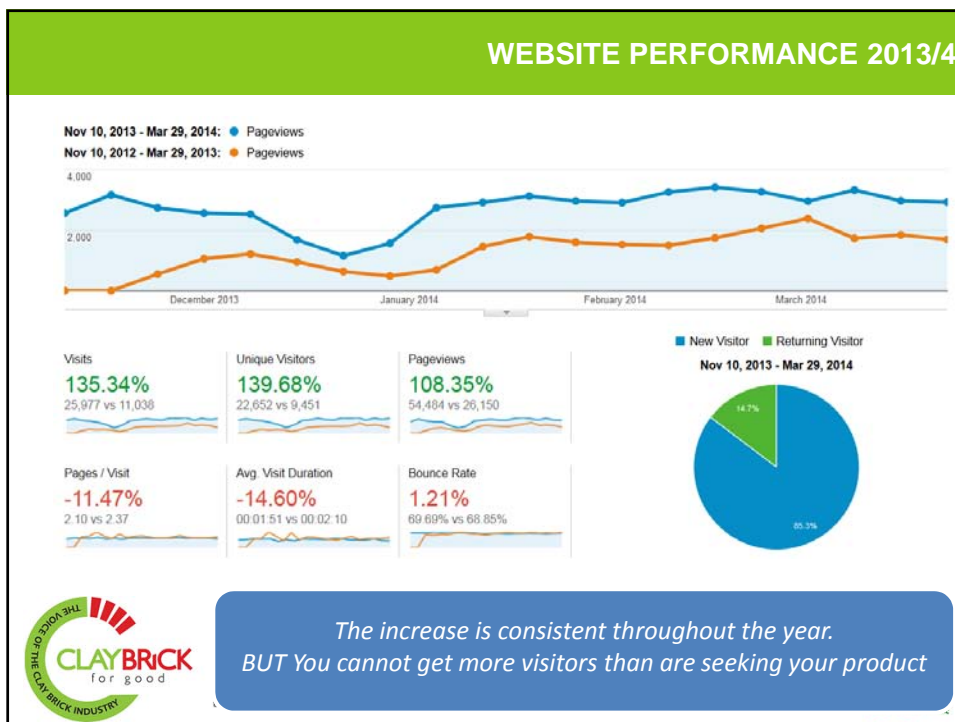 WEBSITE PERFORMANCE 2013/4
Nov 10, 2013 - Mar 29, 2014: Pageviews
Nov 10, 2012 - Mar 29, 2013: Pageviews
4,000
2,000
December 2013 January 2014 February 2014 March 2014
Visits
135.34%
25,977 vs 11,038
Unique Visitors
139.68%
22,652 vs 9,451
Pageviews
108.35%
54,484 vs 26,150
Pages / Visit
-11.47%
2.10 vs 2.37
Avg. Visit Duration
-14.60%
00:01:51 vs 00:02:10
Bounce Rate
1.21%
69.69% vs 68.85%
New Visitor Returning Visitor
Nov 10, 2013 - Mar 29, 2014
14.7%
85.3%
THE VOICE OF THE CLAY BRICK INDUSTRY
CLAYBRiCK
for good
The increase is consistent throughout the year.
BUT You cannot get more visitors than are seeking your product